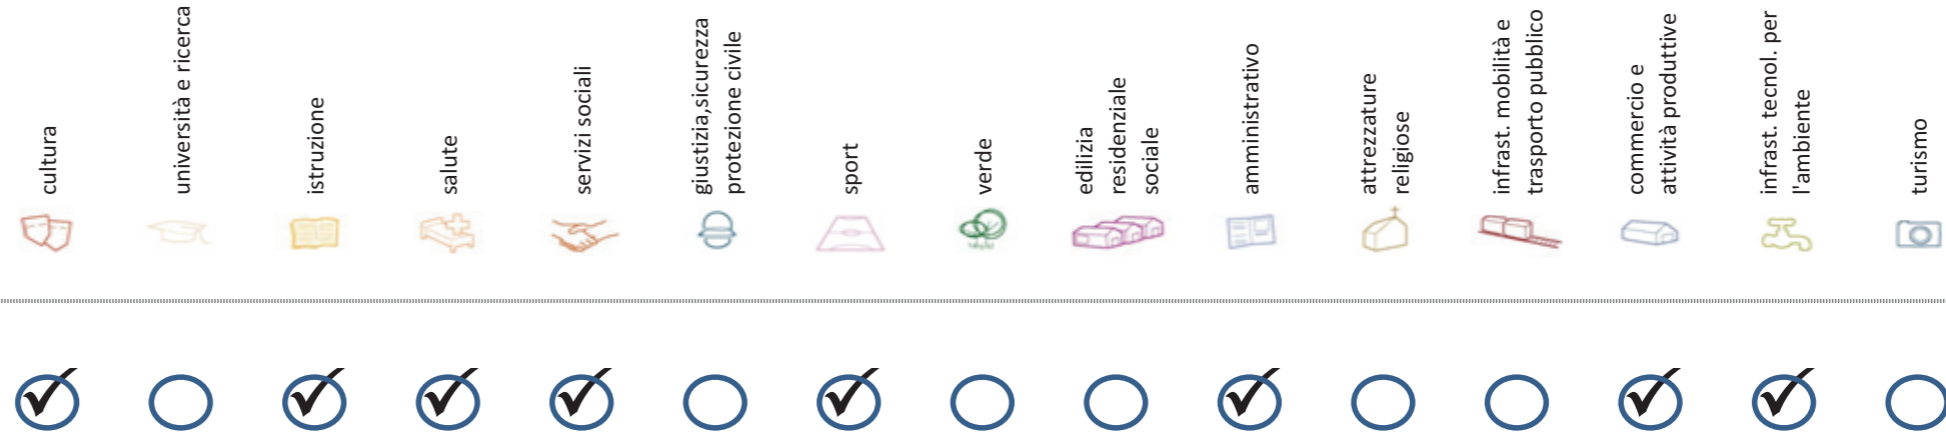 cultura
università e ricerca
istruzione
salute
servizi sociali
giustizia,sicurezza
protezione civile
sport
verde
edilizia
residenziale
sociale
amministrativo
attrezzature
religiose
infrast. mobilità e
trasporto pubblico
commercio e
attività produttive
infrast. tecnol. per
l'ambiente
turismo